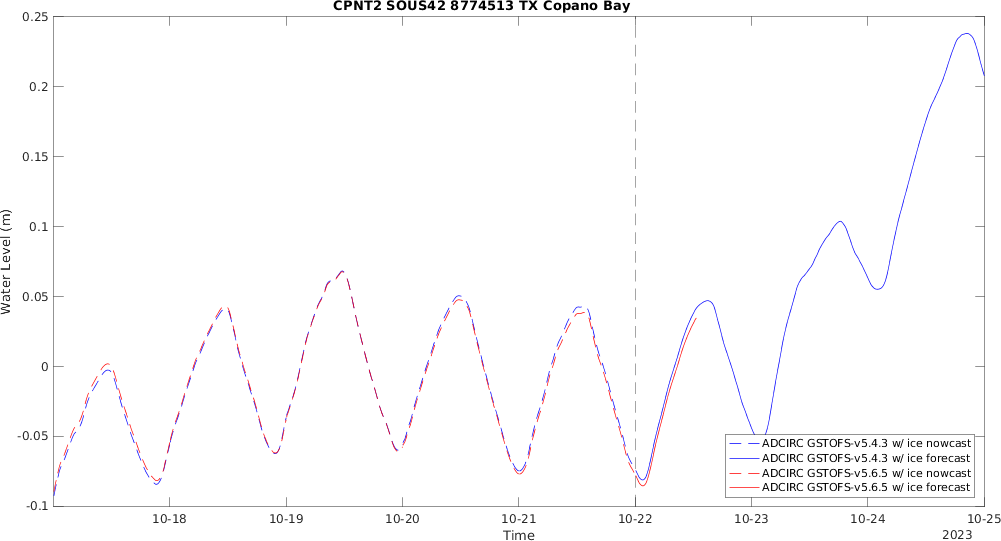 CPNT2 SOUS42 8774513 TX Copano Bay
0.25
0.2
0.15
0.1
0.05
0
-0.05
-0.1
Water Level (m)
10-18
10-19
10-20
10-21
10-22
10-23
10-24
10-25
Time
2023
ADCIRC GSTOFS-v5.4.3 w/ ice nowcast
ADCIRC GSTOFS-v5.4.3 w/ ice forecast
ADCIRC GSTOFS-v5.6.5 w/ ice nowcast
ADCIRC GSTOFS-v5.6.5 w/ ice forecast